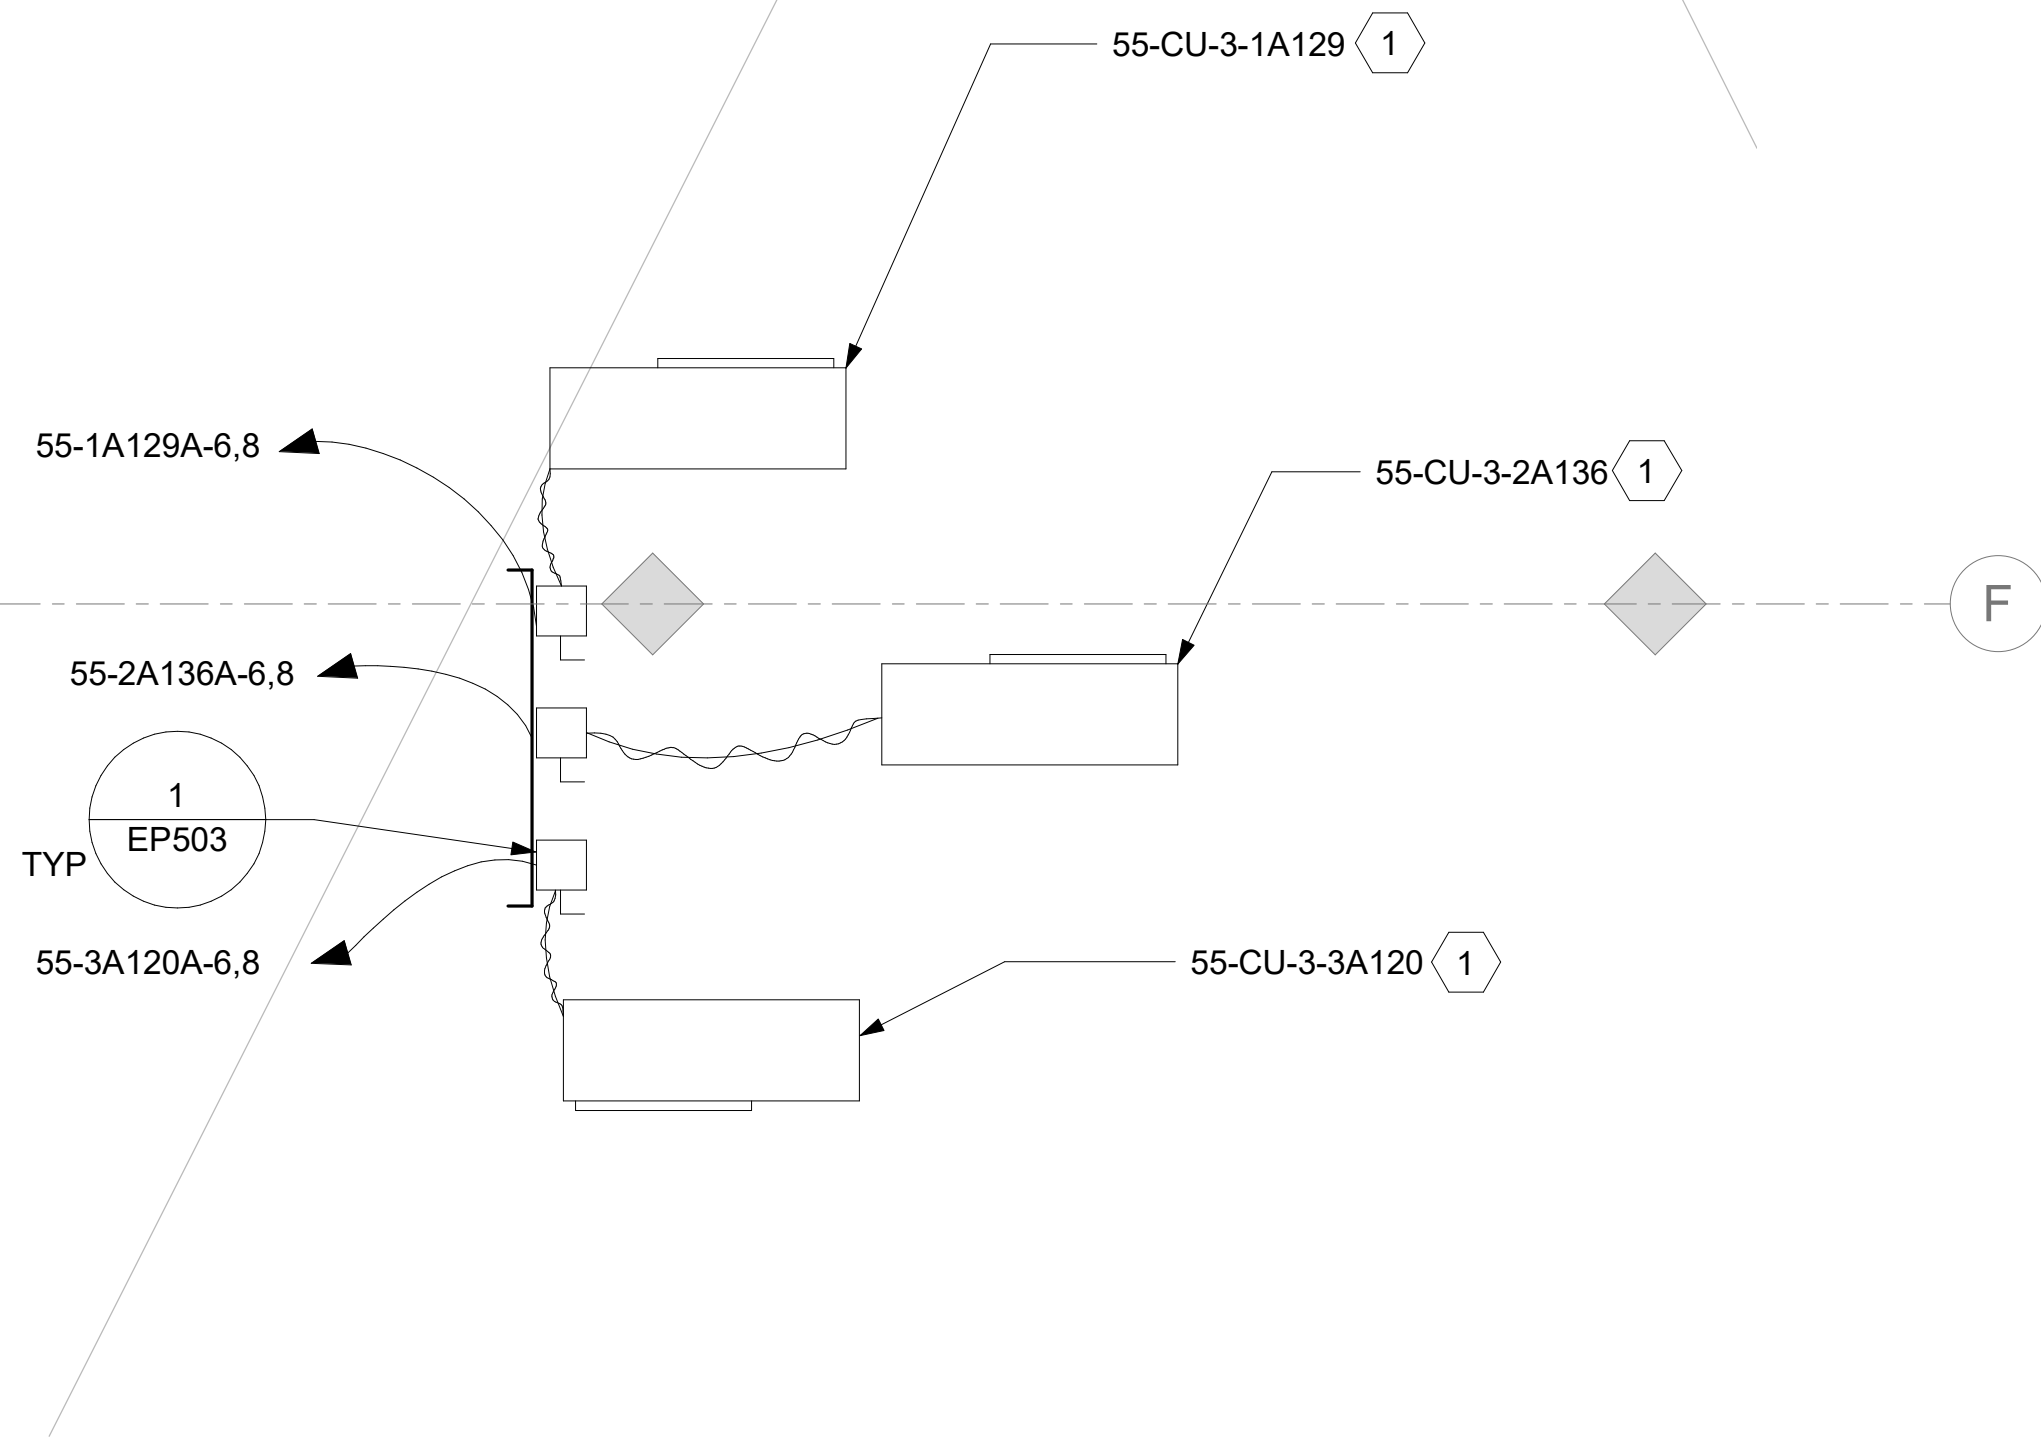 55-CU-3-1A129 1
55-1A129A-6,8
55-CU-3-2A136 1
F
55-2A136A-6,8
1
EP503
TYP
55-3A120A-6,8
55-CU-3-3A120 1